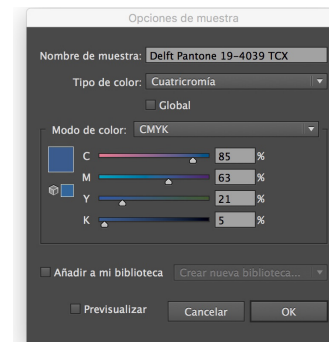 Opciones de muestra
Nombre de muestra: Delft Pantone 19-4039 TCX
Tipo de color: Cuatricromía
Global
Modo de color: CMYK
C 85 %
M 63 %
Y 21 %
K 5 %
Añadir a mi biblioteca Crear nueva biblioteca...
Previsualizar Cancelar OK